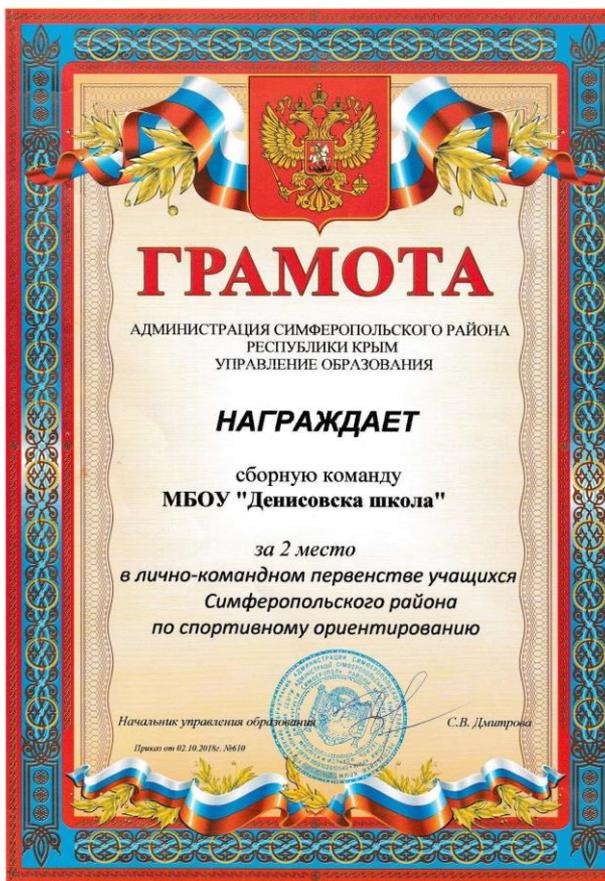 ГРАМОТА
АДМИНИСТРАЦИЯ СИМФЕРОПОЛЬСКОГО РАЙОНА
РЕСПУБЛИКИ КРЫМ
УПРАВЛЕНИЕ ОБРАЗОВАНИЯ
НАГРАЖДАЕТ
сборную команду
МБОУ "Денисовска школа"
за 2 место
в лично-командном первенстве учащихся
Симферопольского района
по спортивному ориентированию
Начальник управления образования С.В. Дмитрова
Приказ от 02.10.2018г. №610